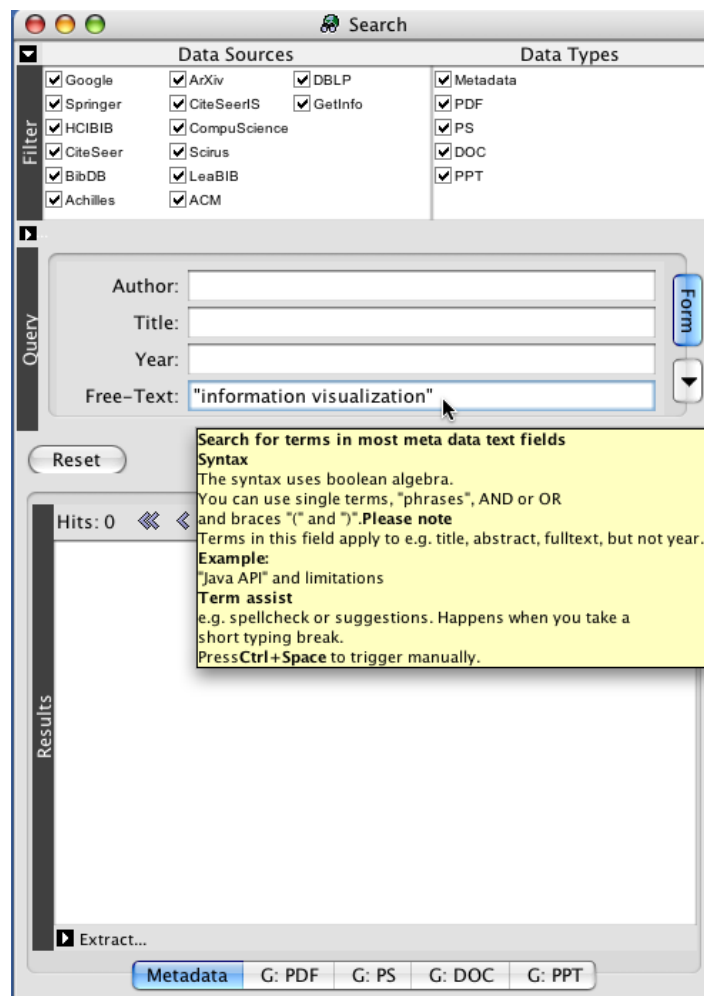 Search
Data Sources
Data Types
Filter
Google
ArXiv
DBLP
Metadata
Springer
CiteSeerIS
GetInfo
PDF
HCIBIB
CompuScience
PS
CiteSeer
Scirus
DOC
BibDB
LeaBIB
PPT
Achilles
ACM
Query
Author:
Title:
Year:
Free-Text: "information visualization"
Form
Reset
Search for terms in most meta data text fields
Syntax
The syntax uses boolean algebra.
You can use single terms, "phrases", AND or OR
and braces "(" and ")".Please note
Terms in this field apply to e.g. title, abstract, fulltext, but not year.
Example:
"Java API" and limitations
Term assist
e.g. spellcheck or suggestions. Happens when you take a
short typing break.
PressCtrl+Space to trigger manually.
Hits: 0
Results
Extract...
Metadata G: PDF G: PS G: DOC G: PPT